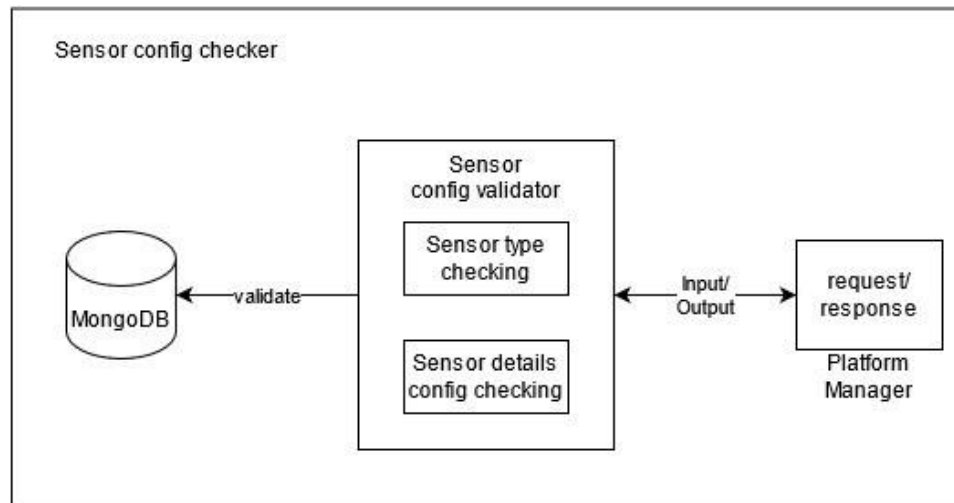 Sensor config checker
Sensor
config validator
Sensor type
checking
MongoDB
validate
Input/
Output
request/
response
Sensor details
config checking
Platform
Manager